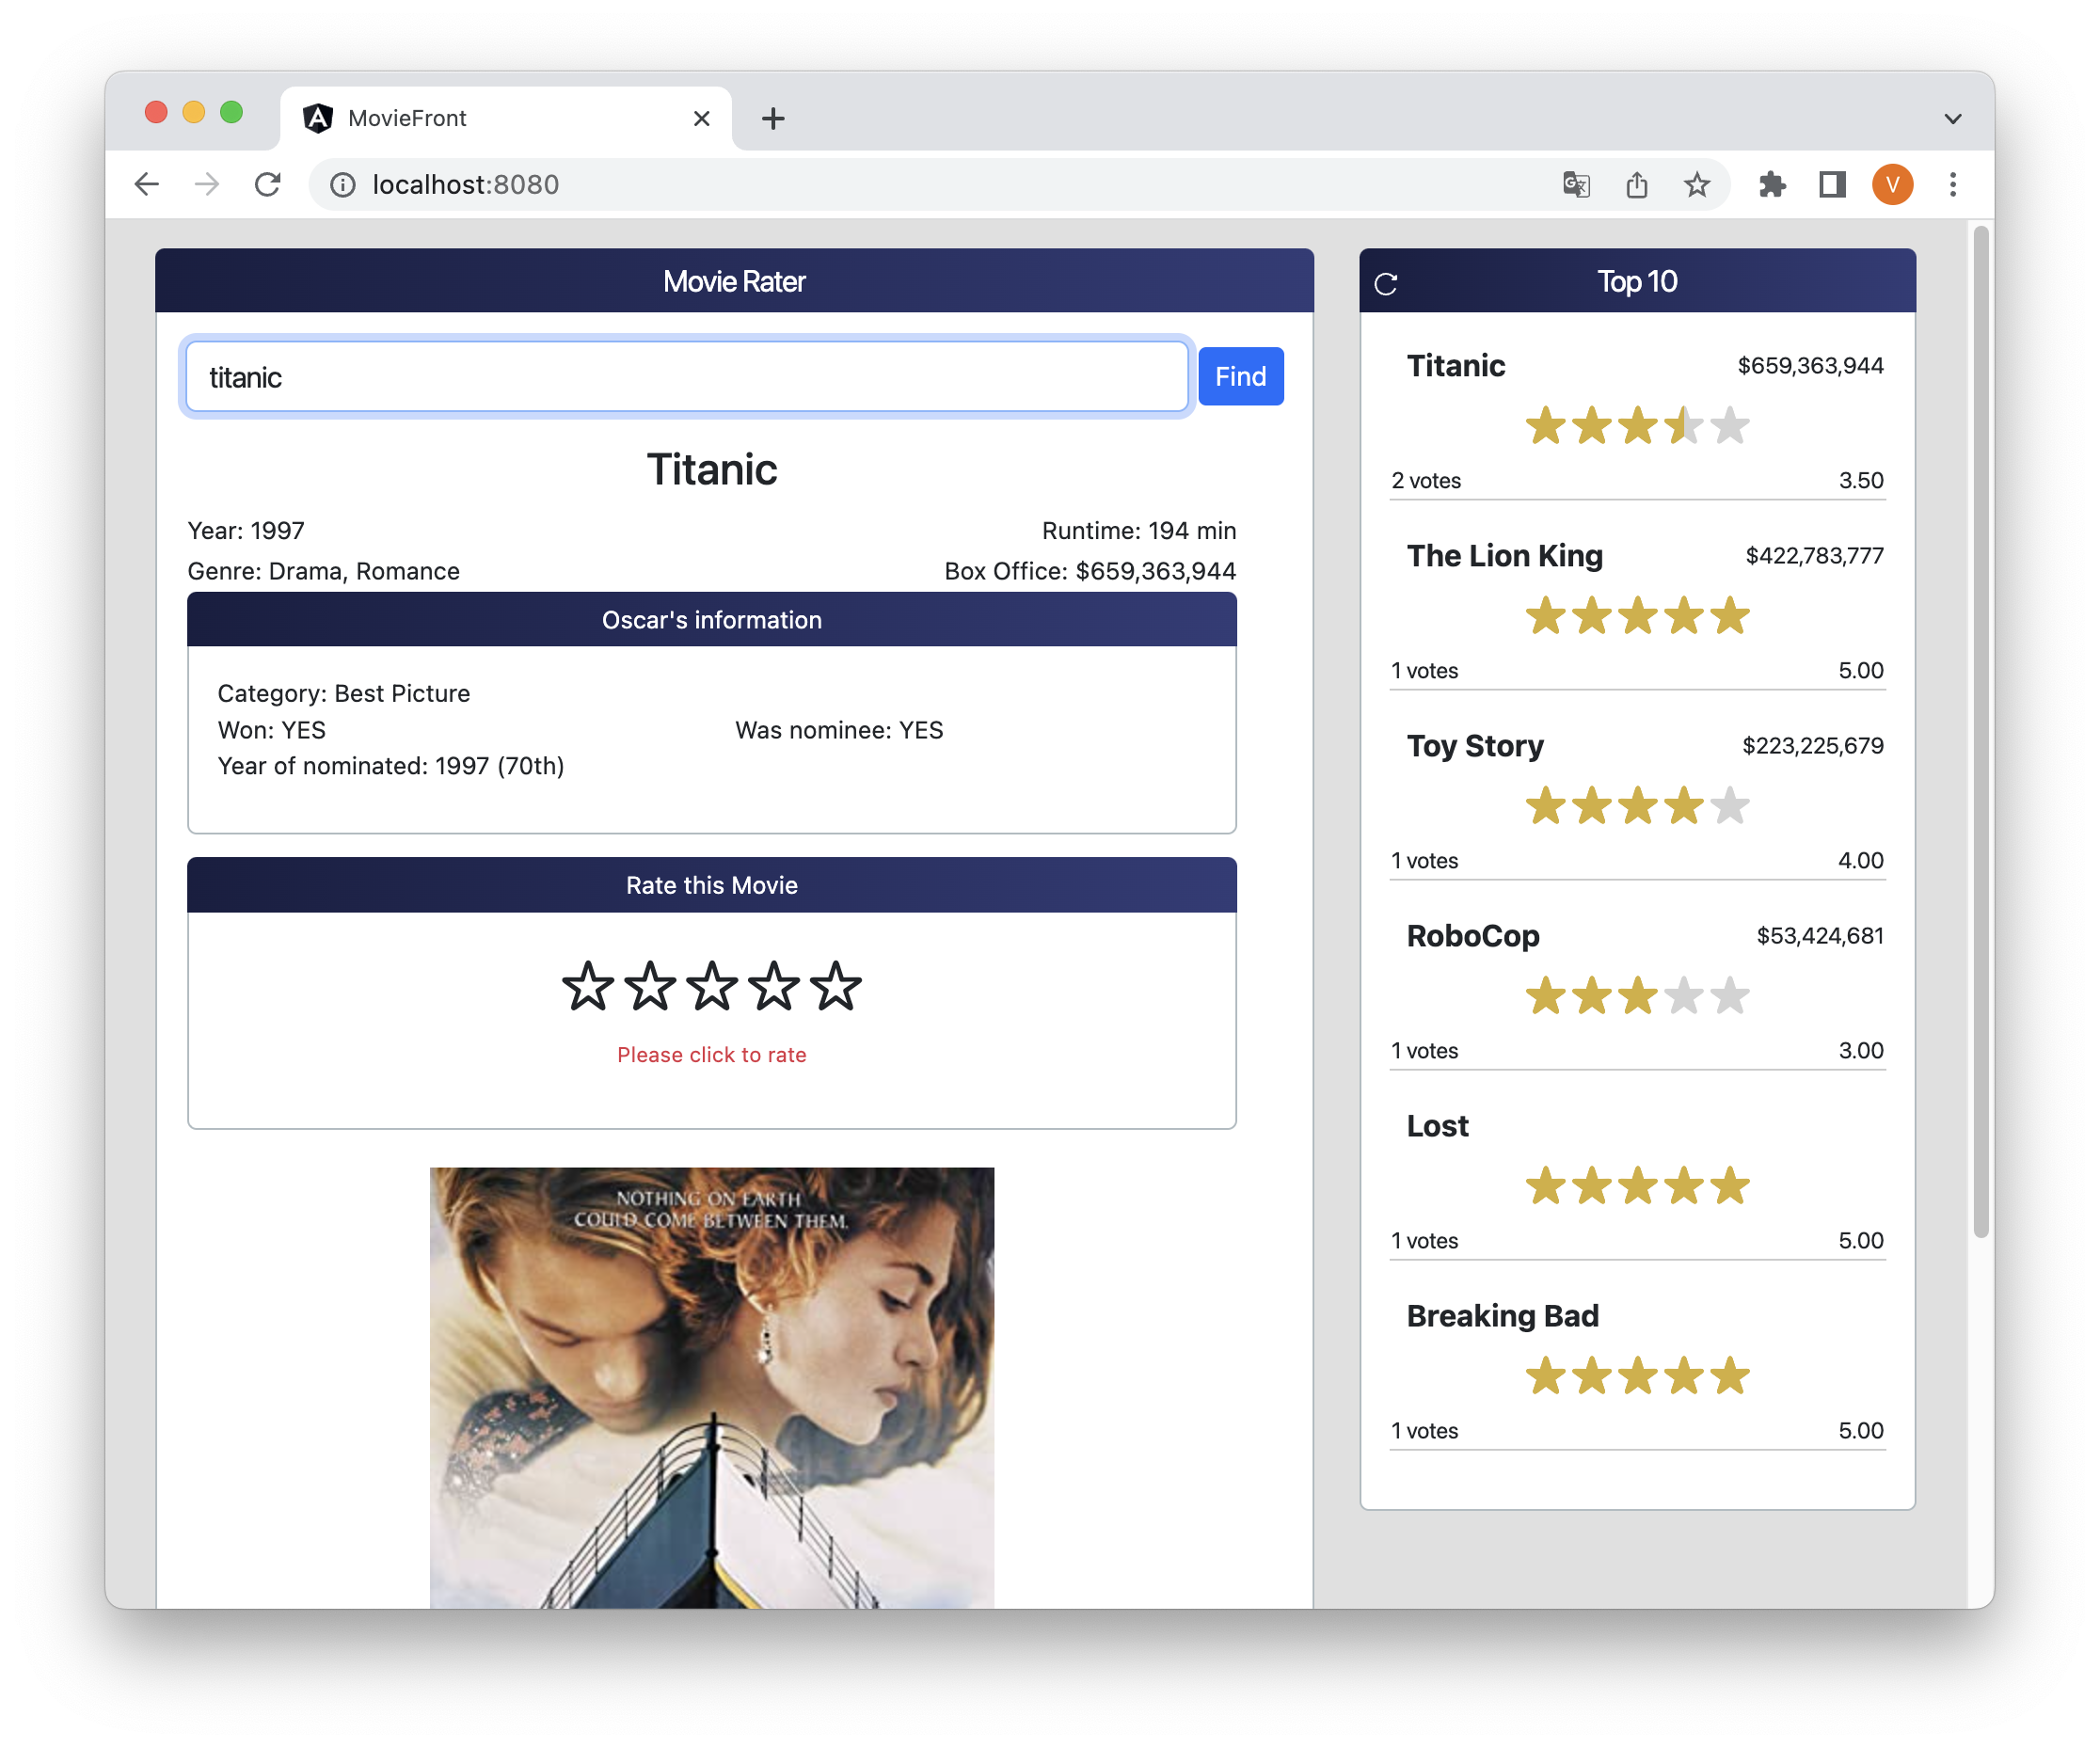 MovieFront
localhost:8080
V
Movie Rater
titanic
Find
Titanic
Year: 1997
Runtime: 194 min
Genre: Drama, Romance
Box Office: $659,363,944
Oscar's information
Category: Best Picture
Won: YES
Was nominee: YES
Year of nominated: 1997 (70th)
Rate this Movie
Please click to rate
NOTHING ON EARTH
COULD COME BETWEEN THEM.
Top 10
Titanic
$659,363,944
2 votes
3.50
The Lion King
$422,783,777
1 votes
5.00
Toy Story
$223,225,679
1 votes
4.00
RoboCop
$53,424,681
1 votes
3.00
Lost
1 votes
5.00
Breaking Bad
1 votes
5.00